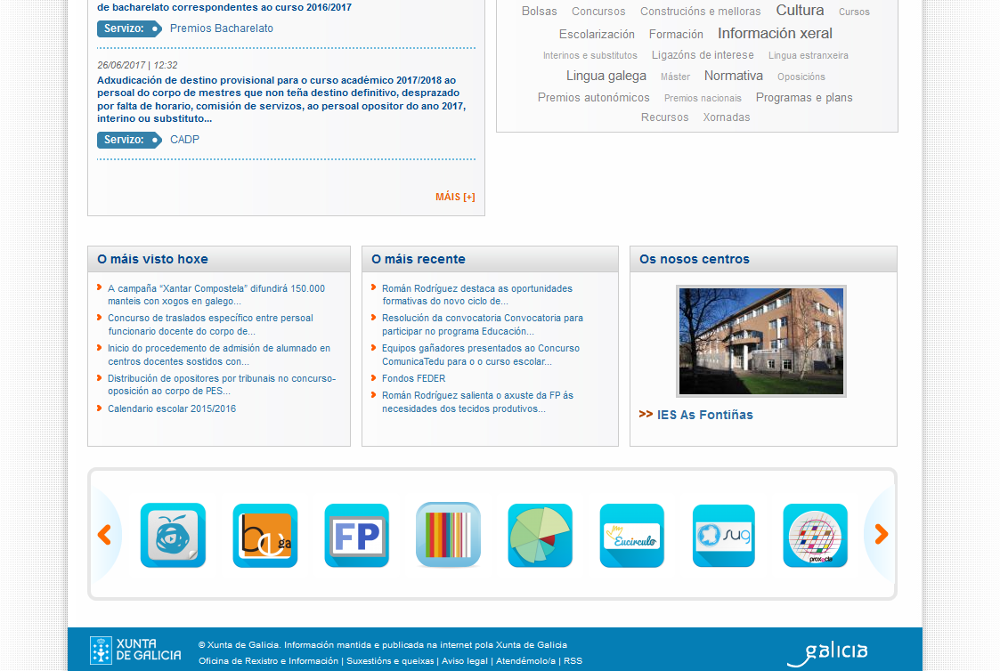 de bacharelato correspondentes ao curso 2016/2017
Servizo: Premios Bacharelato
26/06/2017 | 12:32
Adxudicación de destino provisional para o curso académico 2017/2018 ao
persoal do corpo de mestres que non teña destino definitivo, desprazado
por falta de horario, comisión de servizos, ao persoal opositor do ano 2017,
interino ou substituto...
Servizo: CADP
MÁIS [+]
Bolsas Concursos Construcións e melloras Cultura Cursos
Escolarización Formación Información xeral
Interinos e substitutos Ligazóns de interese Lingua estranxeira
Lingua galega Máster Normativa Oposicións
Premios autonómicos Premios nacionais Programas e plans
Recursos Xornadas
O máis visto hoxe
A campaña “Xantar Compostela” difundirá 150.000
manteis con xogos en galego...
Concurso de traslados específico entre persoal
funcionario docente do corpo de...
Inicio do procedemento de admisión de alumnado en
centros docentes sostidos con...
Distribución de opositores por tribunais no concurso-
oposición ao corpo de PES...
Calendario escolar 2015/2016
O máis recente
Román Rodríguez destaca as oportunidades
formativas do novo ciclo de...
Resolución da convocatoria Convocatoria para
participar no programa Educación...
Equipos gañadores presentados ao Concurso
ComunicaTedu para o o curso escolar...
Fondos FEDER
Román Rodríguez salienta o axuste da FP ás
necesidades dos tecidos produtivos...
Os nosos centros
>> IES As Fontiñas
FP
My
Eucírculo
sug
proxecta
XUNTA
DE GALICIA
© Xunta de Galicia. Información mantida e publicada na internet pola Xunta de Galicia
Oficina de Rexistro e Información | Suxestións e queixas | Aviso legal | Atendémolo/a | RSS
galicia